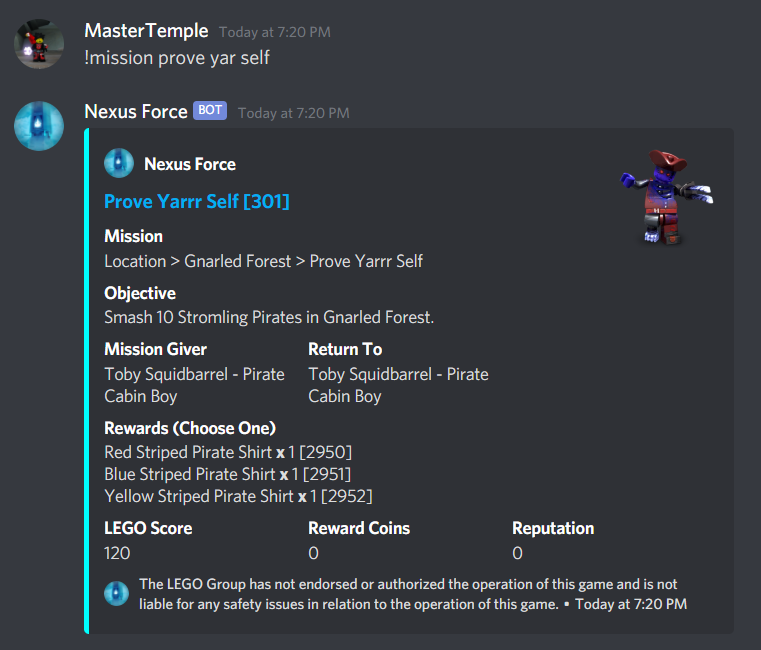 MasterTemple Today at 7:20 PM
!mission prove yar self
Nexus Force BOT Today at 7:20 PM
Nexus Force
Prove Yarrr Self [301]
Mission
Location > Gnarled Forest > Prove Yarrr Self
Objective
Smash 10 Stromling Pirates in Gnarled Forest.
Mission Giver Return To
Toby Squidbarrel - Pirate Toby Squidbarrel - Pirate
Cabin Boy Cabin Boy
Rewards (Choose One)
Red Striped Pirate Shirt x 1 [2950]
Blue Striped Pirate Shirt x 1 [2951]
Yellow Striped Pirate Shirt x 1 [2952]
LEGO Score Reward Coins Reputation
120 0 0
The LEGO Group has not endorsed or authorized the operation of this game and is not
liable for any safety issues in relation to the operation of this game. • Today at 7:20 PM